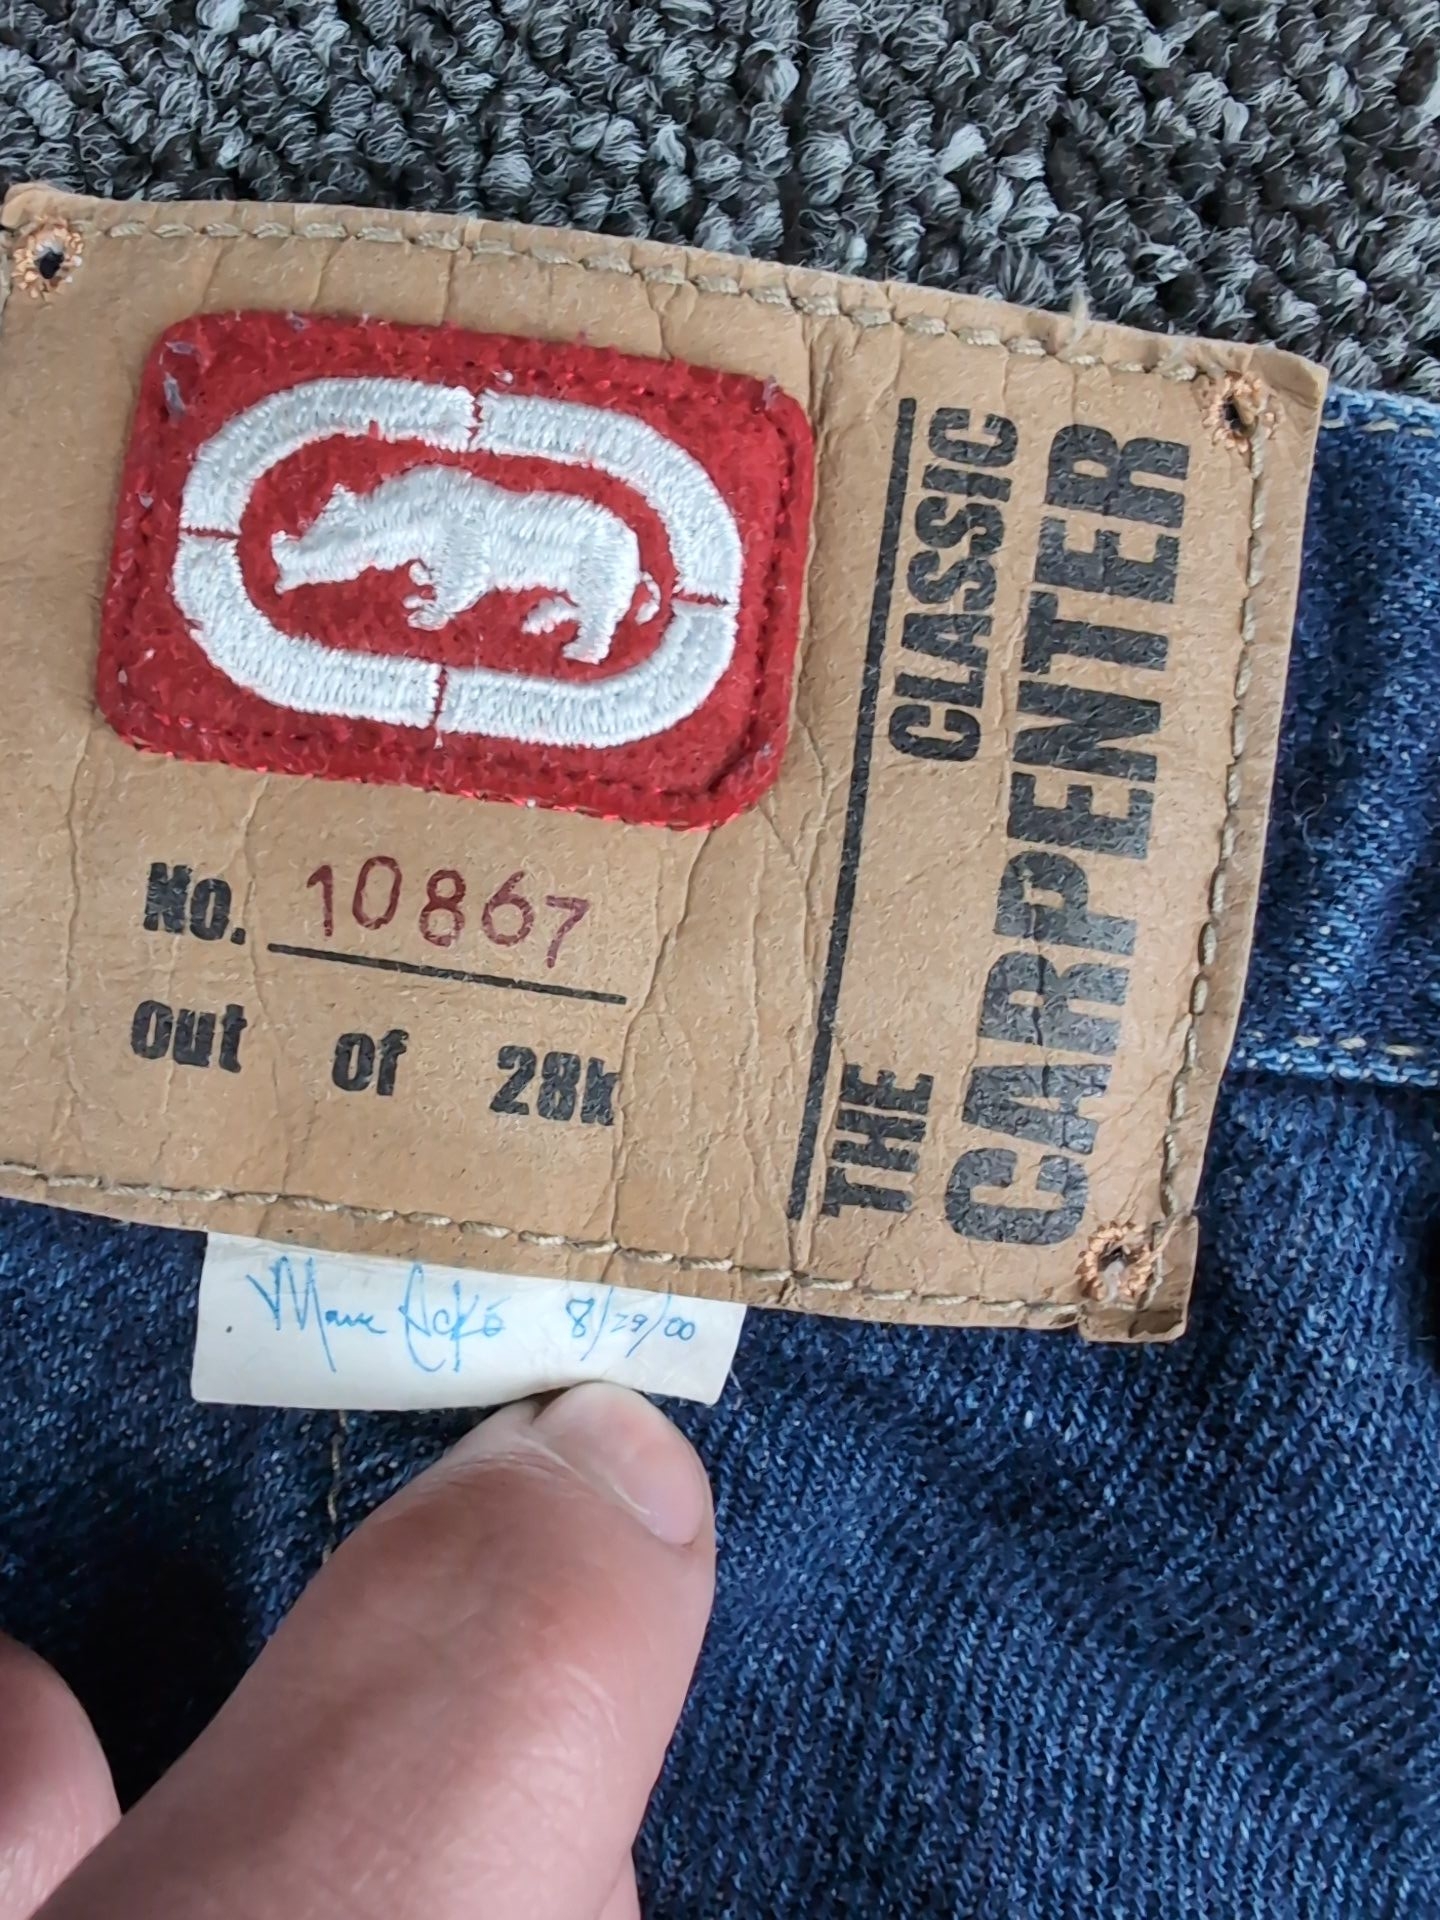 No. 10867
out of 28k
THE CLASSIC
CARPENTER
Marc Ecko 8/29/00